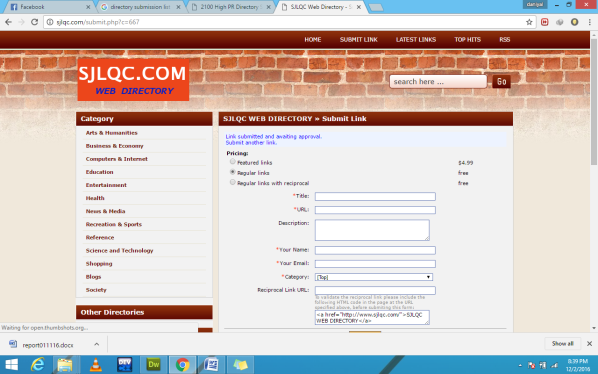 Facebook
directory submission list
2100 High PR Directory
SJLQC Web Directory - S
sjlqc.com/submit.php?c=667
HOME SUBMIT LINK LATEST LINKS TOP HITS RSS
SJLQC.COM
WEB DIRECTORY
search here ...
Go
Category
Arts & Humanities
Business & Economy
Computers & Internet
Education
Entertainment
Health
News & Media
Recreation & Sports
Reference
Science and Technology
Shopping
Blogs
Society
Other Directories
SJLQC WEB DIRECTORY » Submit Link
Link submitted and awaiting approval.
Submit another link.
Pricing:
Featured links $4.99
Regular links free
Regular links with reciprocal free
*Title:
*URL:
Description:
*Your Name:
*Your Email:
*Category: [Top]
Reciprocal Link URL:
To validate the reciprocal link please include the
following HTML code in the page at the URL
specified above, before submitting this form:
<a href="http://www.sjlqc.com/">SJLQC
WEB DIRECTORY</a>
Waiting for open.thumbshots.org...
report011116.docx
Show all
8:39 PM
12/2/2016